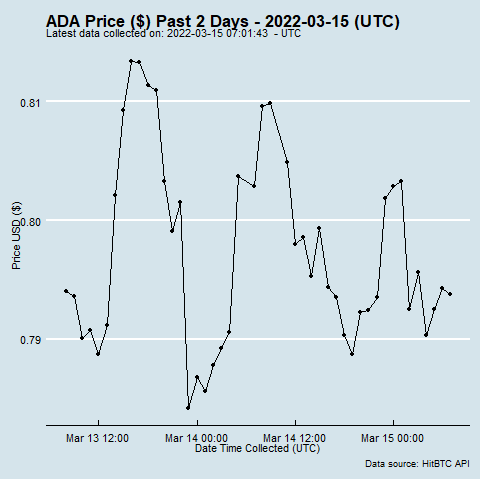 ADA Price ($) Past 2 Days - 2022-03-15 (UTC)
Latest data collected on: 2022-03-15 07:01:43 - UTC
0.81
0.80
0.79
Price USD ($)
Mar 13 12:00 Mar 14 00:00 Mar 14 12:00 Mar 15 00:00
Date Time Collected (UTC)
Data source: HitBTC API